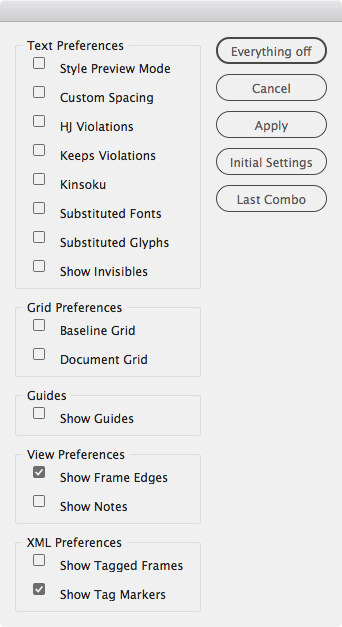 Text Preferences
Style Preview Mode
Custom Spacing
HJ Violations
Keeps Violations
Kinsoku
Substituted Fonts
Substituted Glyphs
Show Invisibles
Grid Preferences
Baseline Grid
Document Grid
Guides
Show Guides
View Preferences
Show Frame Edges
Show Notes
XML Preferences
Show Tagged Frames
Show Tag Markers
Everything off
Cancel
Apply
Initial Settings
Last Combo